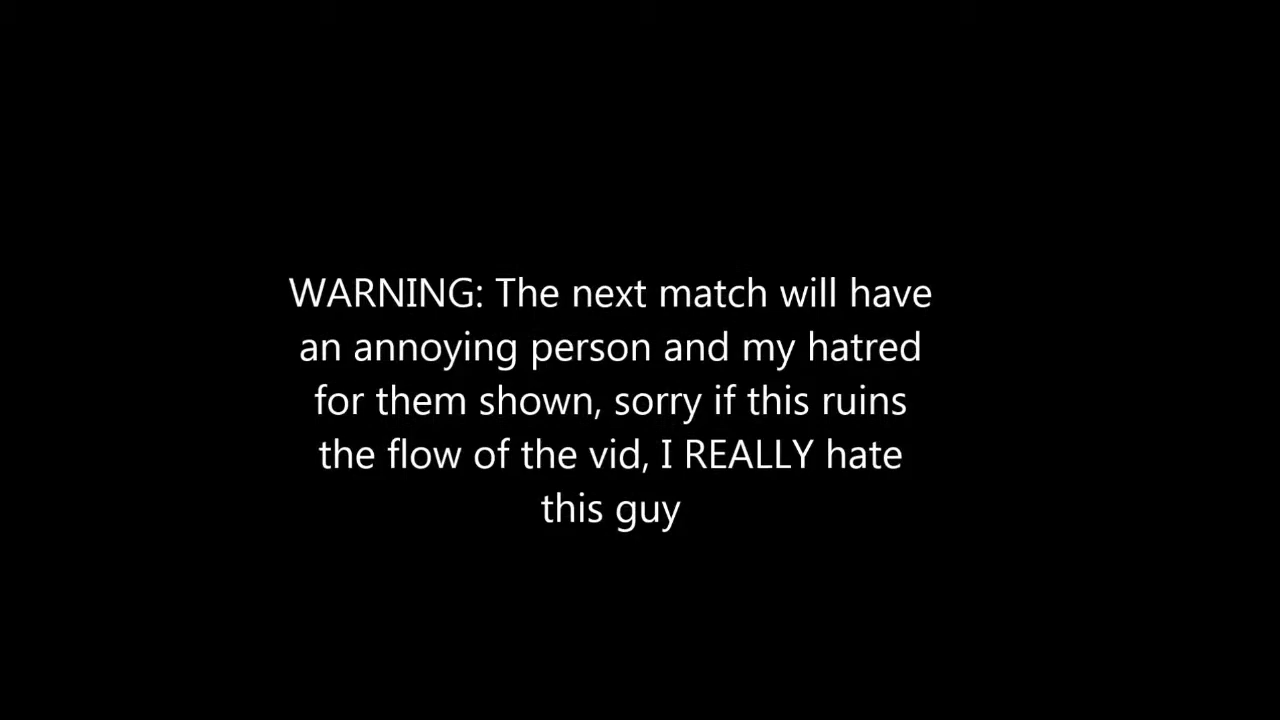 WARNING: The next match will have
an annoying person and my hatred
for them shown, sorry if this ruins
the flow of the vid, I REALLY hate
this guy